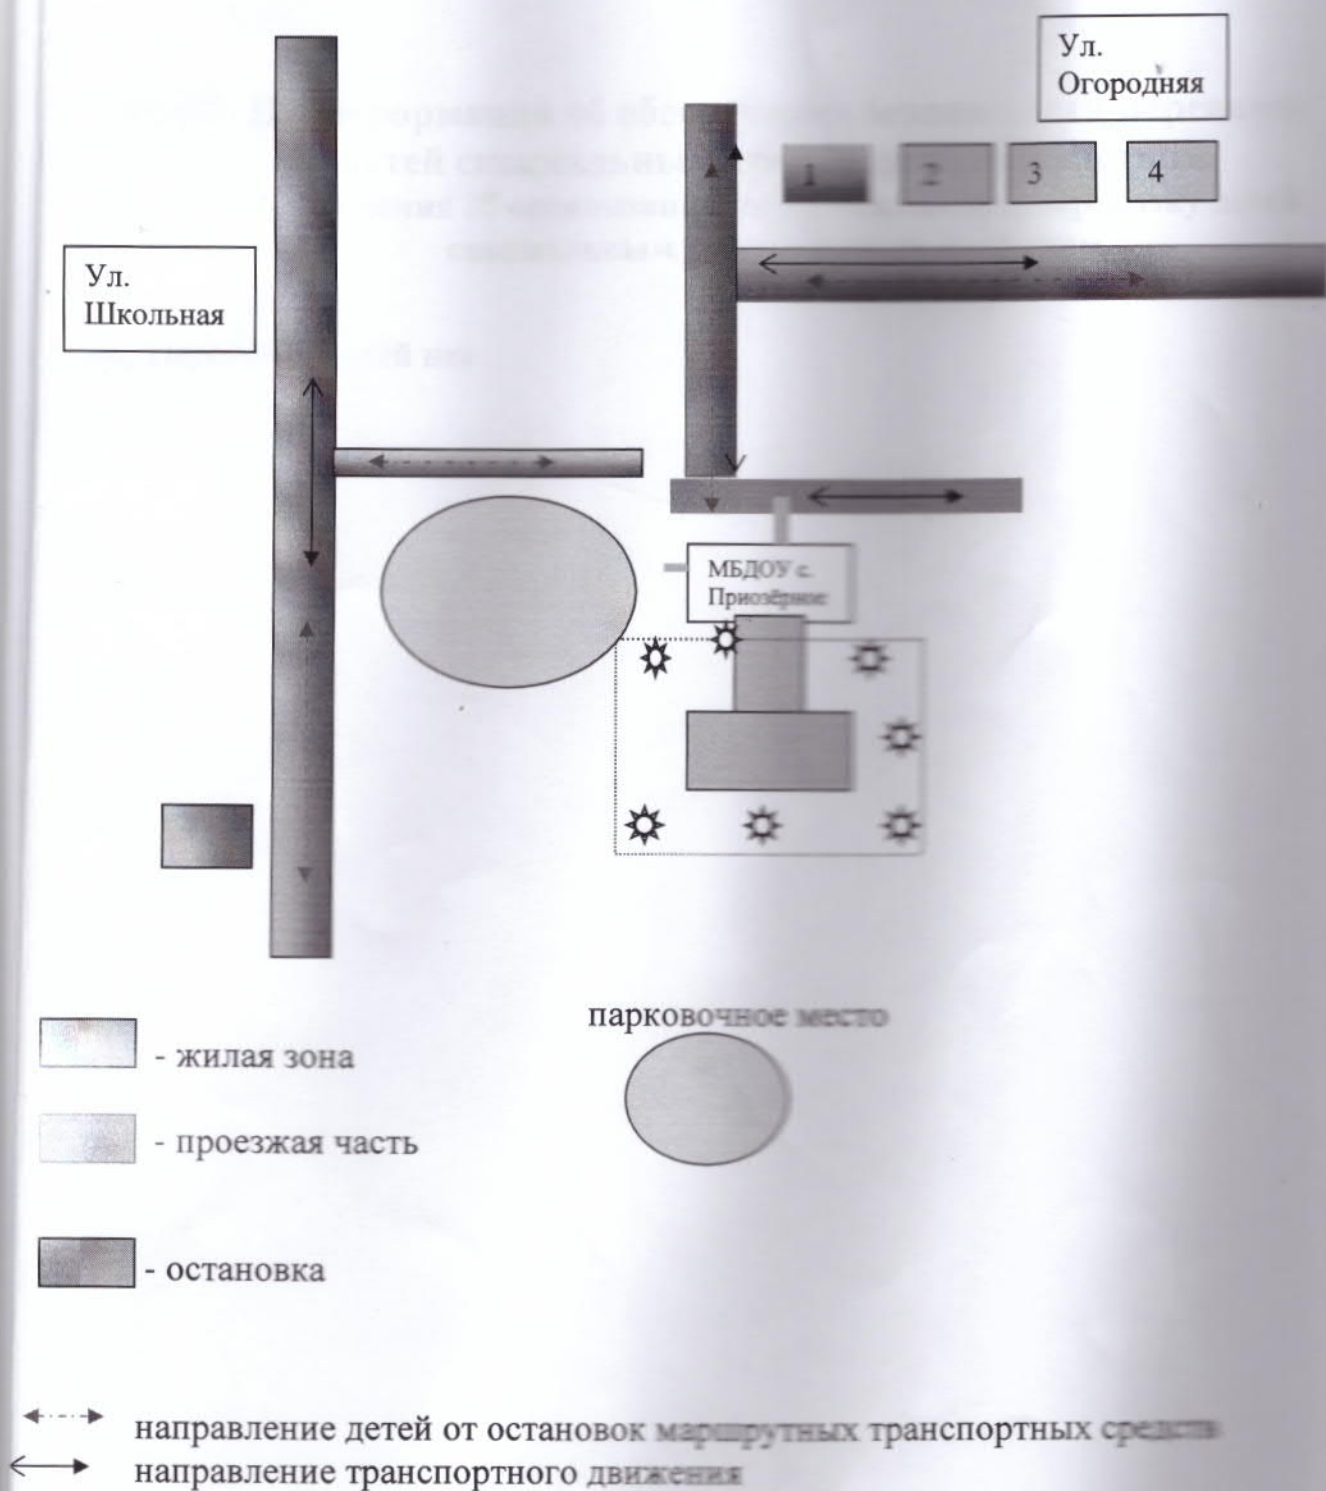 Ул.
Огородняя
1 2 3 4
Ул.
Школьная
МБДОУ с.
Приозёрное
парковочное место
- жилая зона
- проезжая часть
- остановка
направление детей от остановок маршрутных транспортных средств
направление транспортного движения